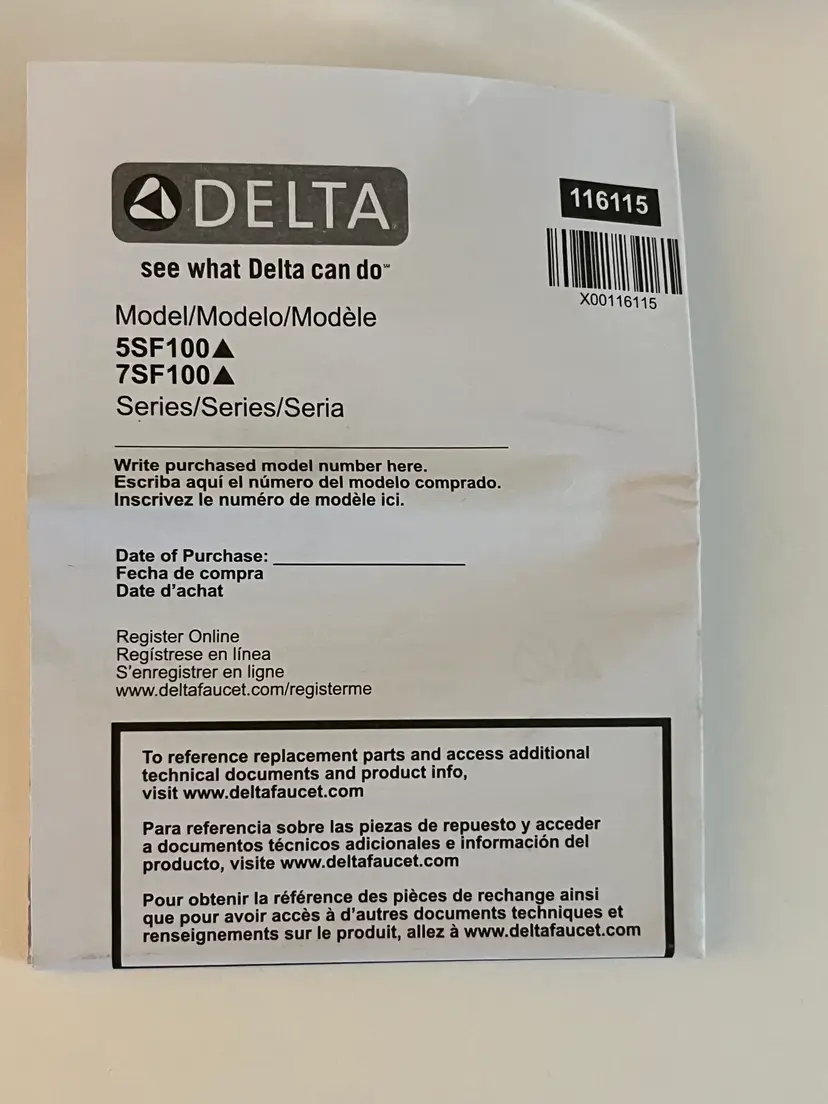 DELTA
see what Delta can do℠
116115
X00116115
Model/Modelo/Modèle
5SF100▲
7SF100▲
Series/Series/Seria
Write purchased model number here.
Escriba aquí el número del modelo comprado.
Inscrivez le numéro de modèle ici.
Date of Purchase:
Fecha de compra
Date d'achat
Register Online
Regístrese en línea
S'enregistrer en ligne
www.deltafaucet.com/registerme
To reference replacement parts and access additional
technical documents and product info,
visit www.deltafaucet.com
Para referencia sobre las piezas de repuesto y acceder
a documentos técnicos adicionales e información del
producto, visite www.deltafaucet.com
Pour obtenir la référence des pièces de rechange ainsi
que pour avoir accès à d'autres documents techniques et
renseignements sur le produit, allez à www.deltafaucet.com